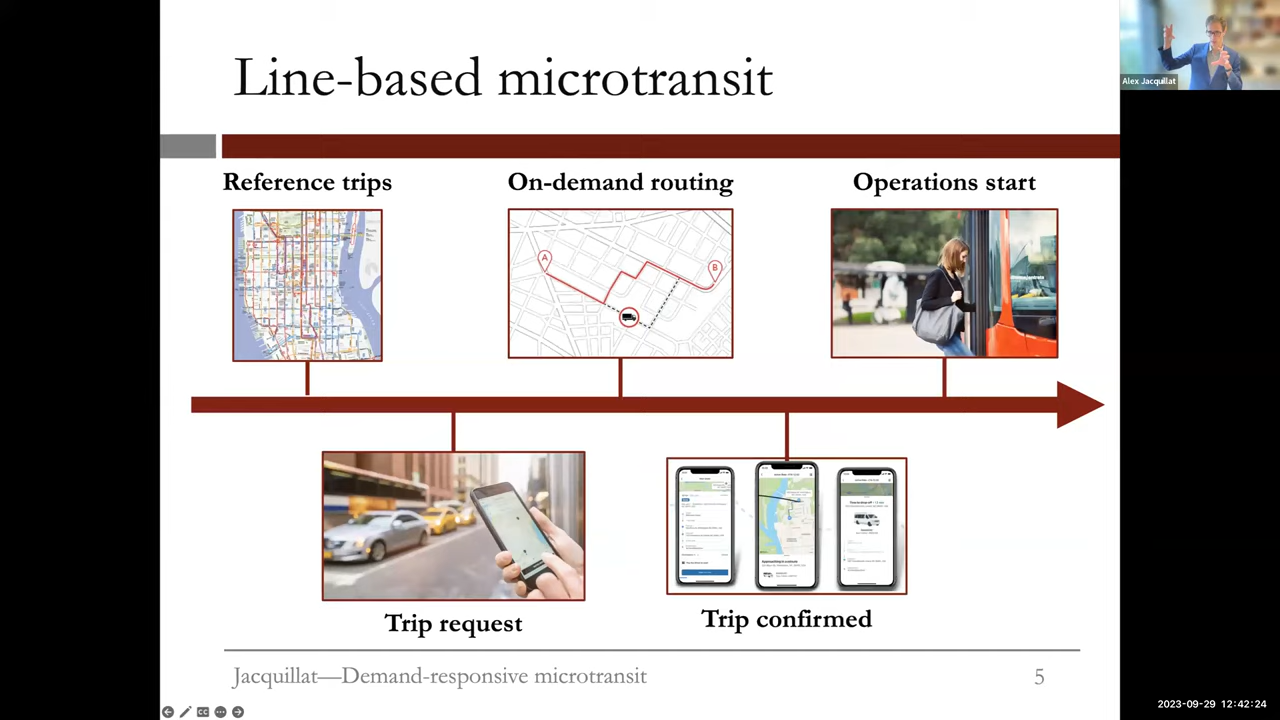 Line-based microtransit
Alex Jacquillat
Reference trips
On-demand routing
Operations start
A
B
Trip request
Trip confirmed
Jacquillat—Demand-responsive microtransit
5
CC
2023-09-29 12:42:24